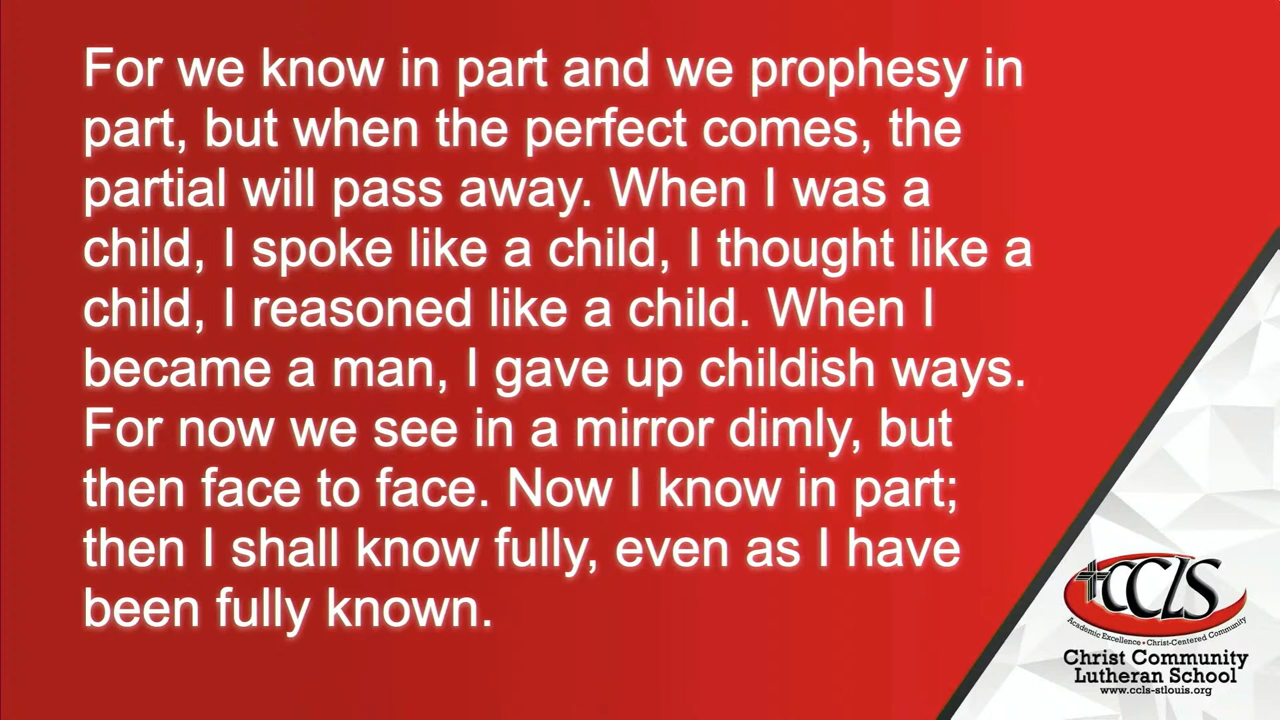 For we know in part and we prophesy in
part, but when the perfect comes, the
partial will pass away. When I was a
child, I spoke like a child, I thought like a
child, I reasoned like a child. When I
became a man, I gave up childish ways.
For now we see in a mirror dimly, but
then face to face. Now I know in part;
then I shall know fully, even as I have
been fully known.
CCLS
Academic Excellence • Christ-Centered Community
Christ Community
Lutheran School
www.ccls-stlouis.org